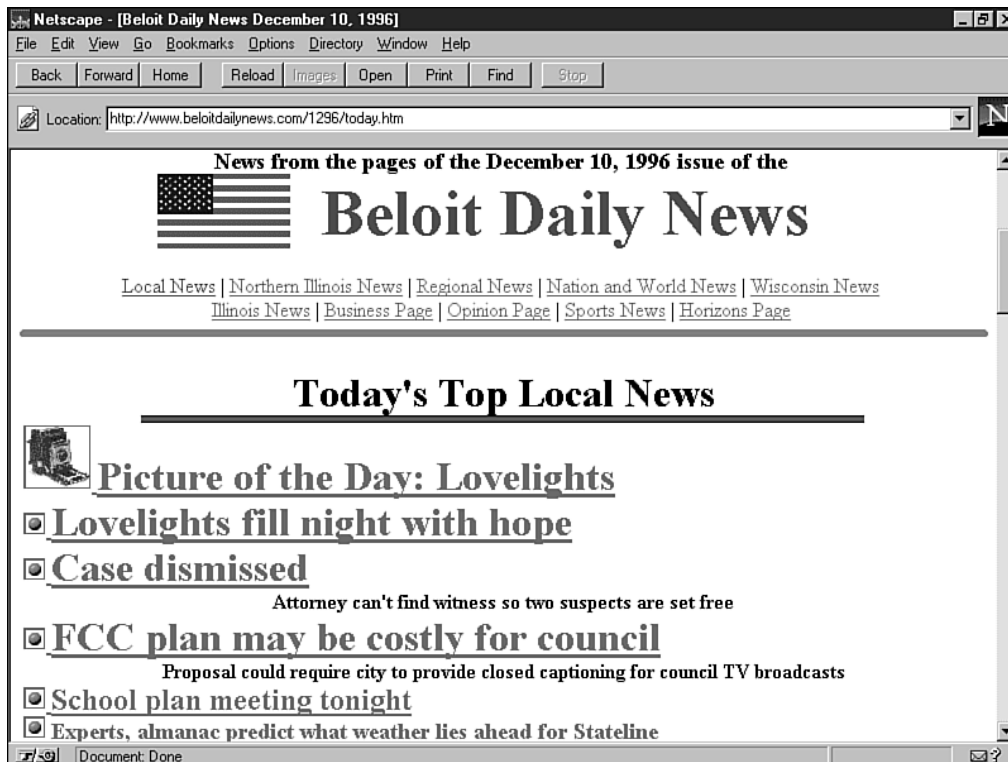 Netscape - [Beloit Daily News December 10, 1996]
File Edit View Go Bookmarks Options Directory Window Help
Back Forward Home Reload Images Open Print Find Stop
Location: http://www.beloitdailynews.com/1296/today.htm
N
News from the pages of the December 10, 1996 issue of the
Beloit Daily News
Local News | Northern Illinois News | Regional News | Nation and World News | Wisconsin News
Illinois News | Business Page | Opinion Page | Sports News | Horizons Page
Today's Top Local News
Picture of the Day: Lovelights
Lovelights fill night with hope
Case dismissed
Attorney can't find witness so two suspects are set free
FCC plan may be costly for council
Proposal could require city to provide closed captioning for council TV broadcasts
School plan meeting tonight
Experts, almanac predict what weather lies ahead for Stateline
Document: Done
?